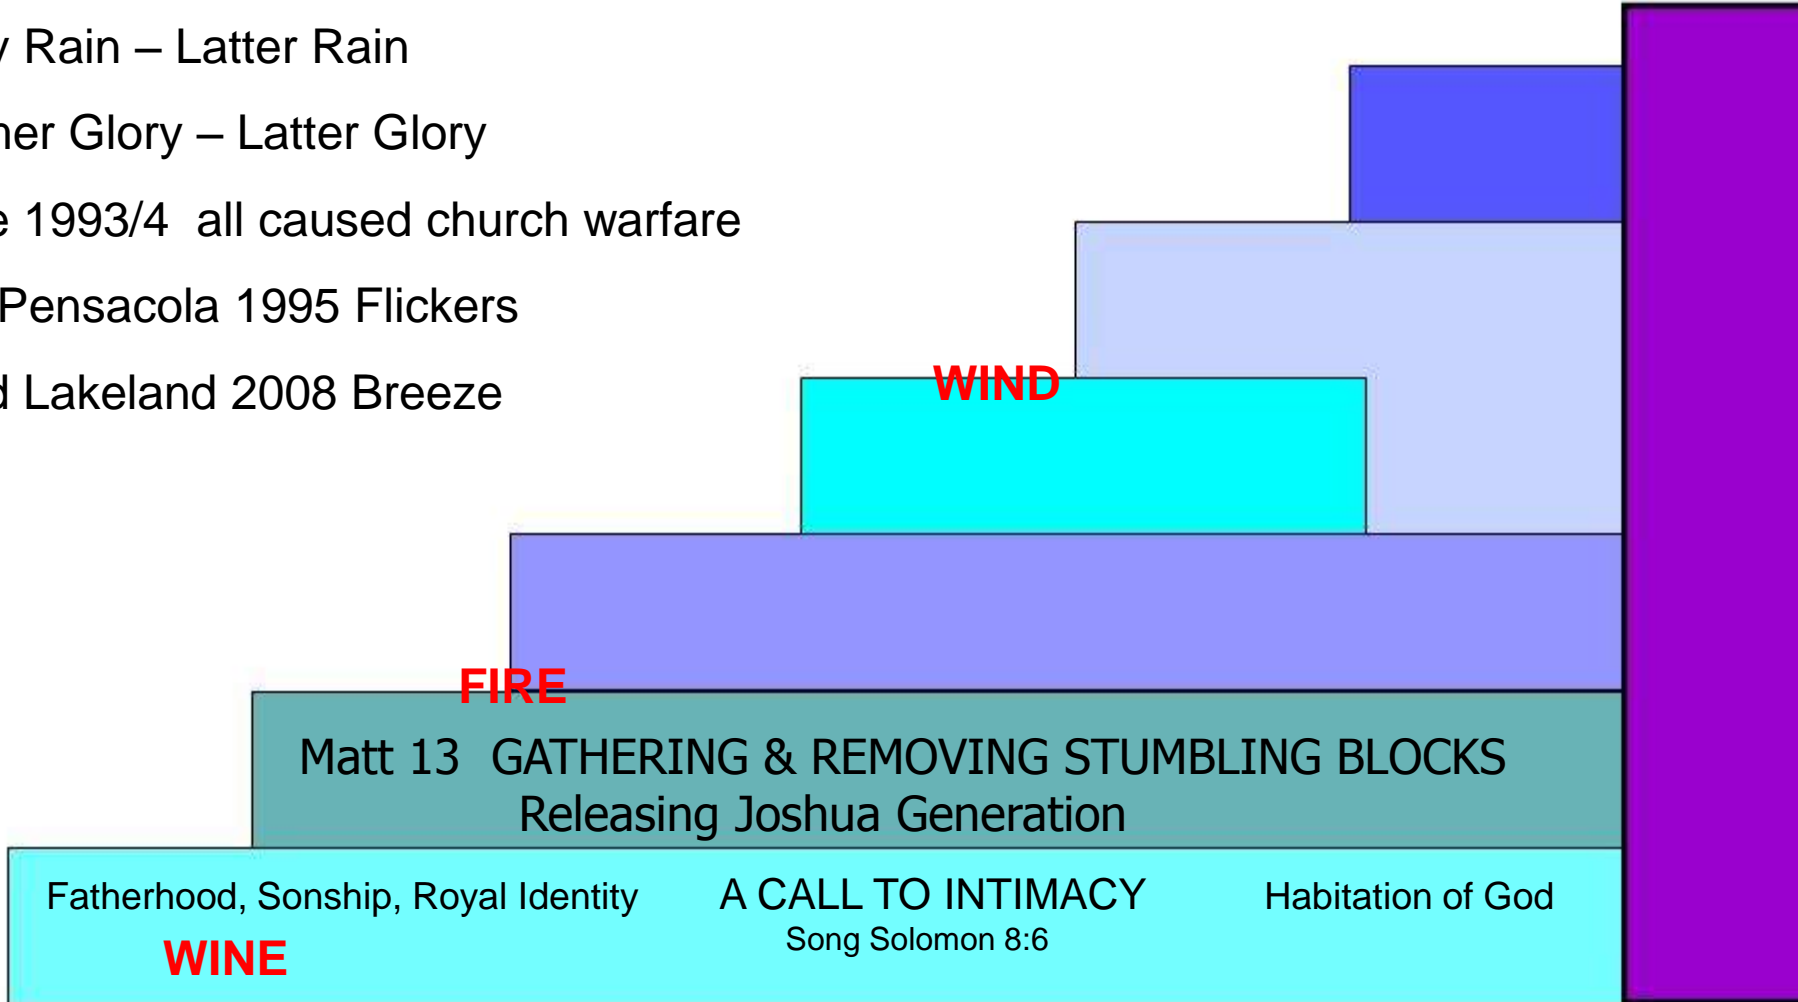 Rain – Latter Rain
Glory – Latter Glory
1993/4 all caused church warfare
Pensacola 1995 Flickers
Lakeland 2008 Breeze
WIND
FIRE
Matt 13 GATHERING & REMOVING STUMBLING BLOCKS
Releasing Joshua Generation
Fatherhood, Sonship, Royal Identity A CALL TO INTIMACY Habitation of God
Song Solomon 8:6
WINE